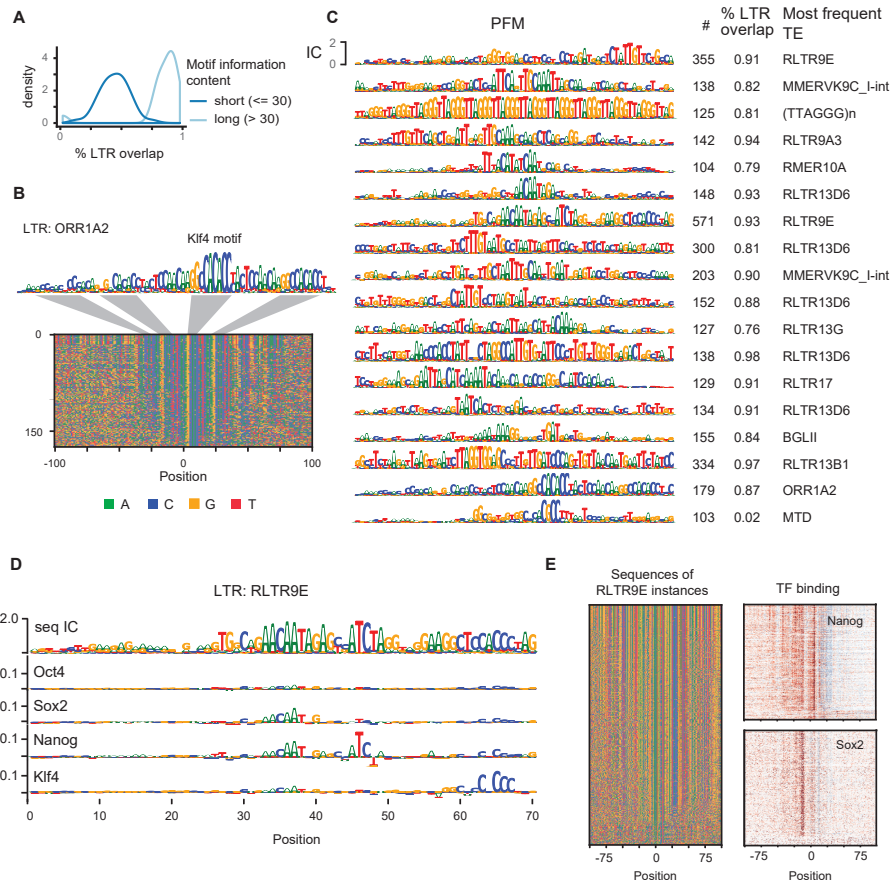 A
4
2
0
density
0
1
% LTR overlap
Motif information
content
short (<= 30)
long (> 30)
B
LTR: ORR1A2
Klf4 motif
0
150
-100
0
100
Position
A
C
G
T
C
PFM
#
% LTR
overlap
Most frequent
TE
IC
2
0
355 0.91 RLTR9E
138 0.82 MMERVK9C_I-int
125 0.81 (TTAGGG)n
142 0.94 RLTR9A3
104 0.79 RMER10A
148 0.93 RLTR13D6
571 0.93 RLTR9E
300 0.81 RLTR13D6
203 0.90 MMERVK9C_I-int
152 0.88 RLTR13D6
127 0.76 RLTR13G
138 0.98 RLTR13D6
129 0.91 RLTR17
134 0.91 RLTR13D6
155 0.84 BGLII
334 0.97 RLTR13B1
179 0.87 ORR1A2
103 0.02 MTD
D
LTR: RLTR9E
2.0
seq IC
0.1
Oct4
0.1
Sox2
0.1
Nanog
0.1
Klf4
0 10 20 30 40 50 60 70
Position
E
Sequences of
RLTR9E instances
-75 0 75
Position
TF binding
Nanog
Sox2
-75 0 75
Position